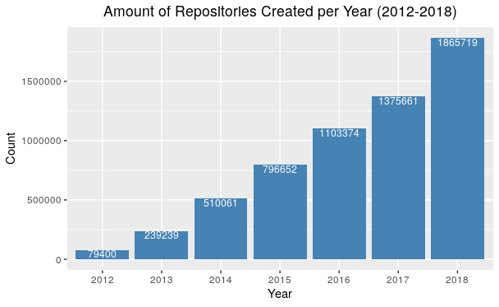 Amount of Repositories Created per Year (2012-2018)
1865719
1500000
1375661
1103374
1000000
796652
500000
510061
239239
79400
0
Count
2012 2013 2014 2015 2016 2017 2018
Year